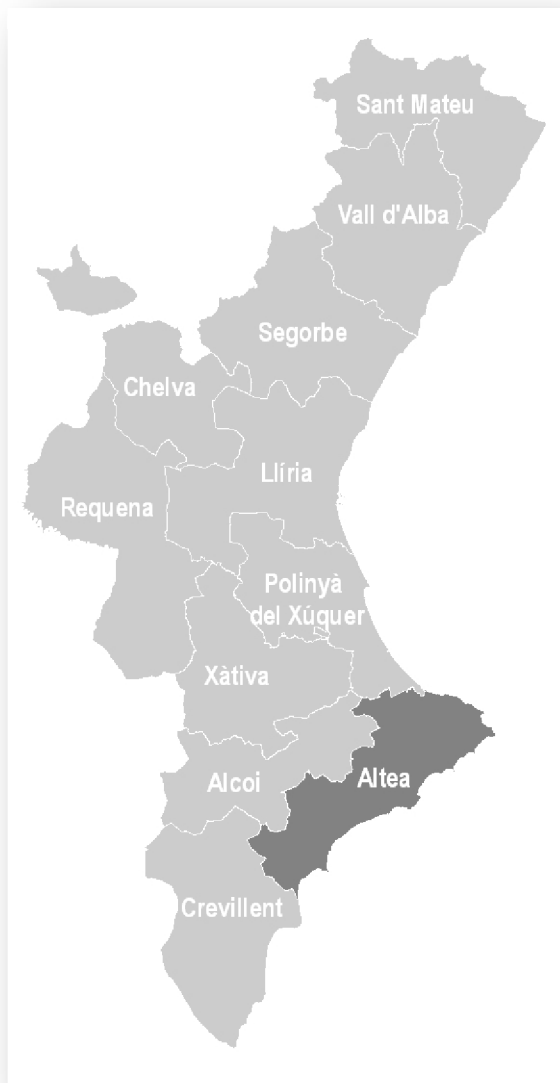 Sant Mateu
Vall d'Alba
Segorbe
Chelva
Llíria
Requena
Polinyà
del Xúquer
Xàtiva
Alcoi
Altea
Crevillent